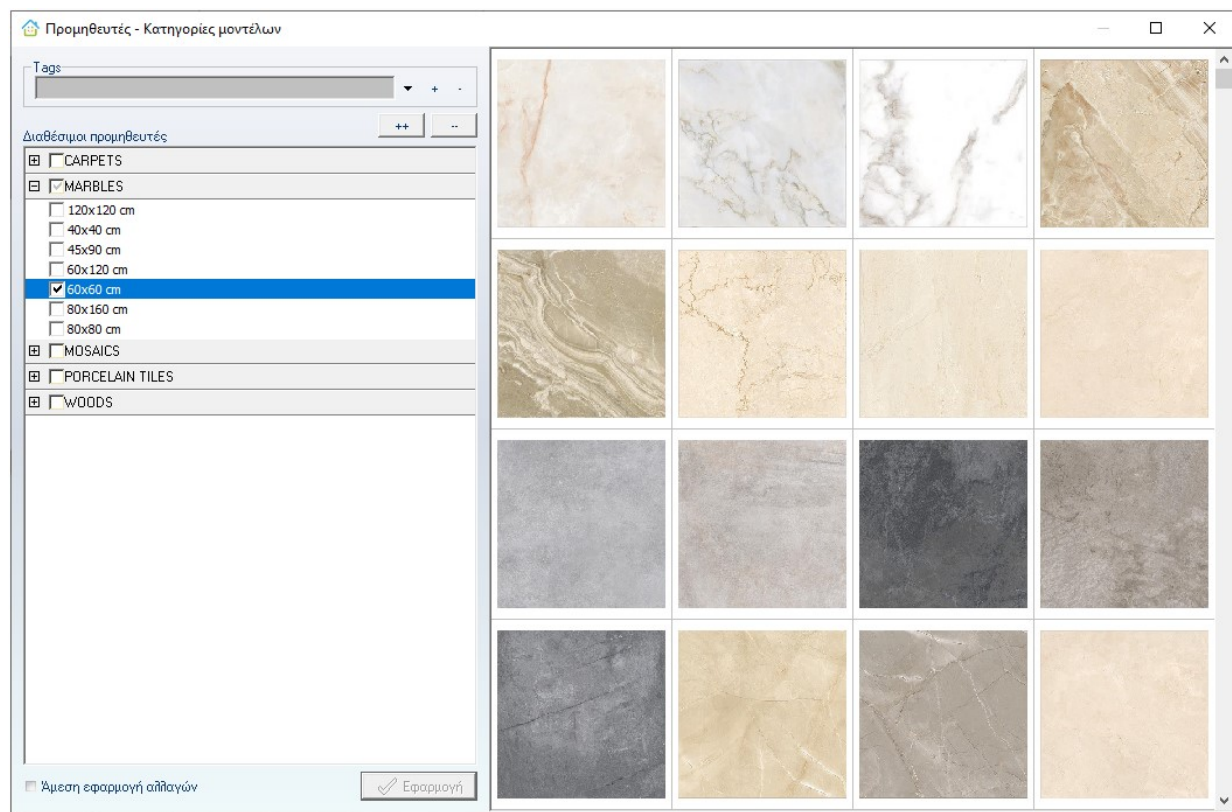 Προμηθευτές - Κατηγορίες μοντέλων
Tags
+ -
++ --
Διαθέσιμοι προμηθευτές
CARPETS
MARBLES
120x120 cm
40x40 cm
45x90 cm
60x120 cm
60x60 cm
80x160 cm
80x80 cm
MOSAICS
PORCELAIN TILES
WOODS
Άμεση εφαρμογή αλλαγών
Εφαρμογή